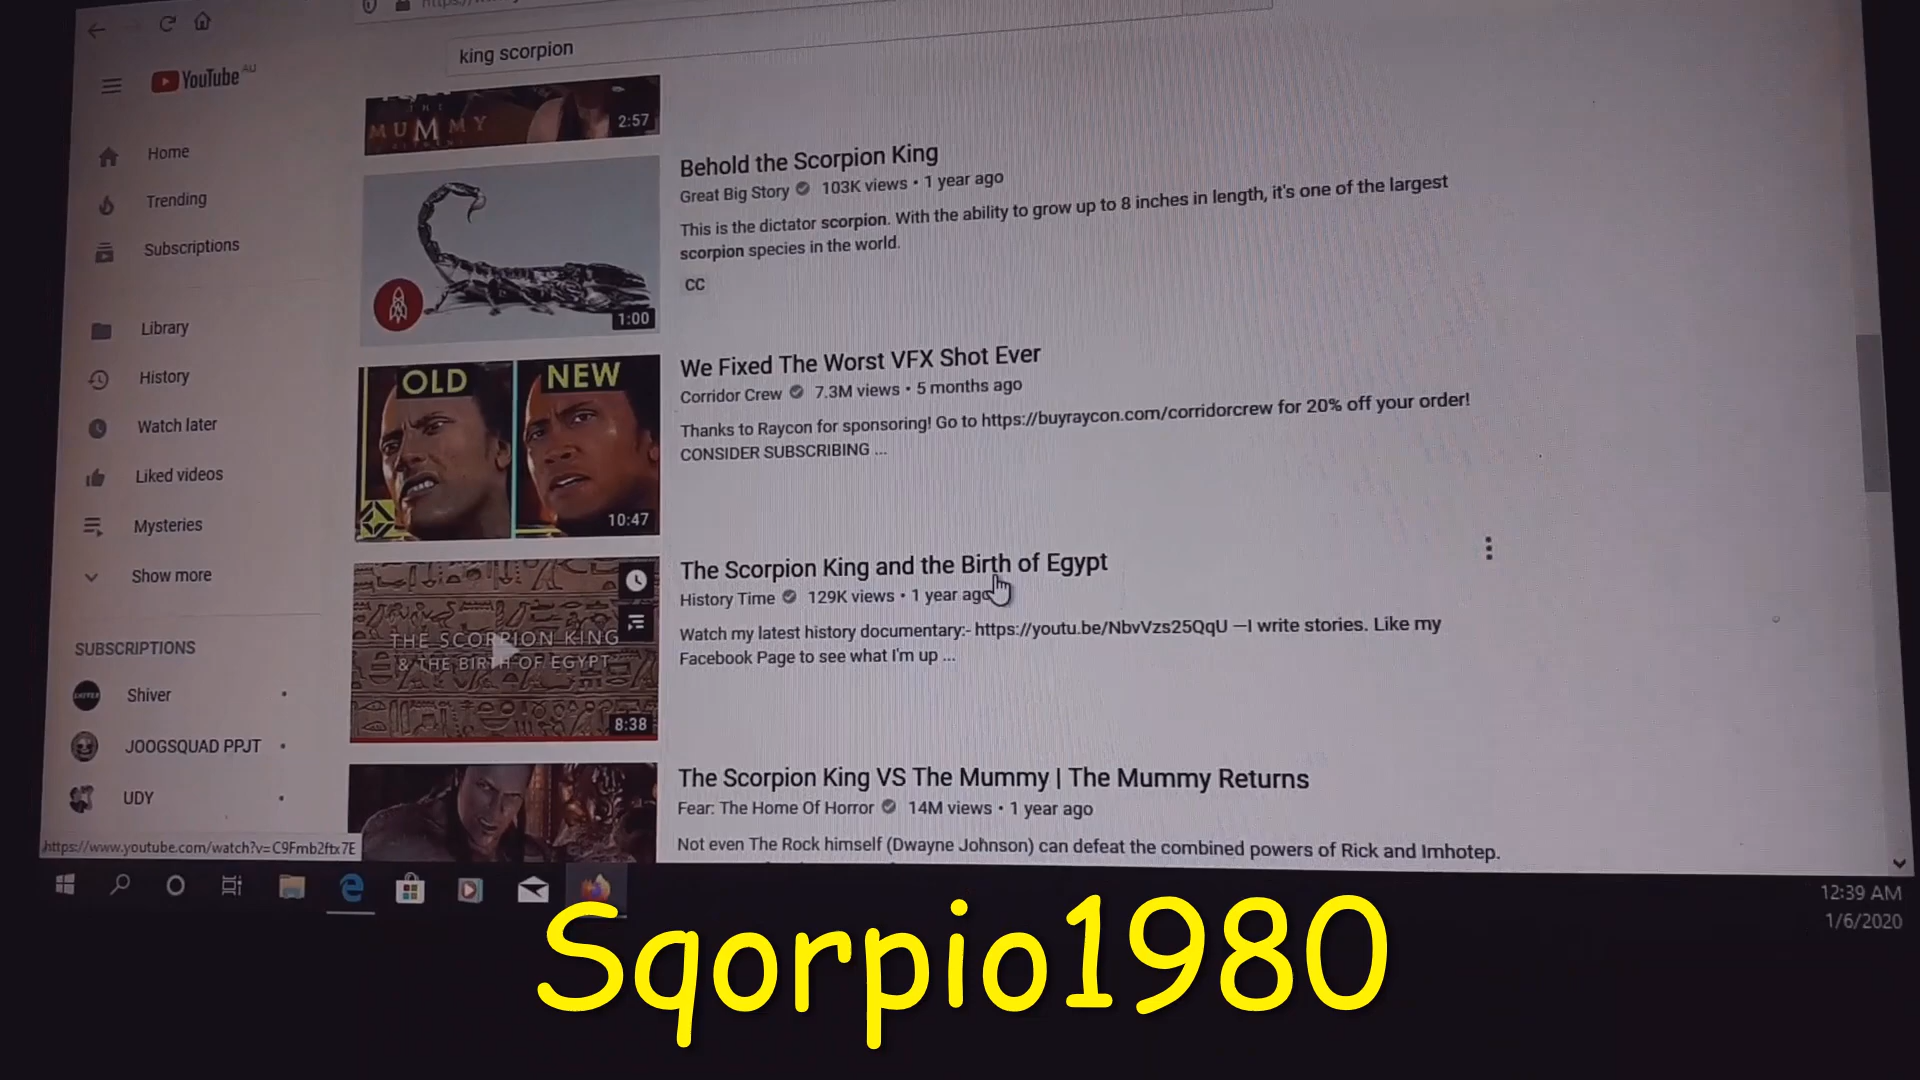 king scorpion
YouTube AU
Home
Trending
Subscriptions
Library
History
Watch later
Liked videos
Mysteries
Show more
SUBSCRIPTIONS
Shiver
JOOGSQUAD PPJT
UDY
THE
MUMMY
2:57
Behold the Scorpion King
Great Big Story 103K views • 1 year ago
This is the dictator scorpion. With the ability to grow up to 8 inches in length, it's one of the largest
scorpion species in the world.
CC
1:00
OLD NEW
10:47
We Fixed The Worst VFX Shot Ever
Corridor Crew 7.3M views • 5 months ago
Thanks to Raycon for sponsoring! Go to https://buyraycon.com/corridorcrew for 20% off your order!
CONSIDER SUBSCRIBING ...
THE SCORPION KING
& THE BIRTH OF EGYPT
8:38
The Scorpion King and the Birth of Egypt
History Time 129K views • 1 year ago
Watch my latest history documentary:- https://youtu.be/NbvVzs25QqU —I write stories. Like my
Facebook Page to see what I'm up ...
The Scorpion King VS The Mummy | The Mummy Returns
Fear: The Home Of Horror 14M views • 1 year ago
Not even The Rock himself (Dwayne Johnson) can defeat the combined powers of Rick and Imhotep.
https://www.youtube.com/watch?v=C9Fmb2ftx7E
12:39 AM
1/6/2020
Sqorpio1980